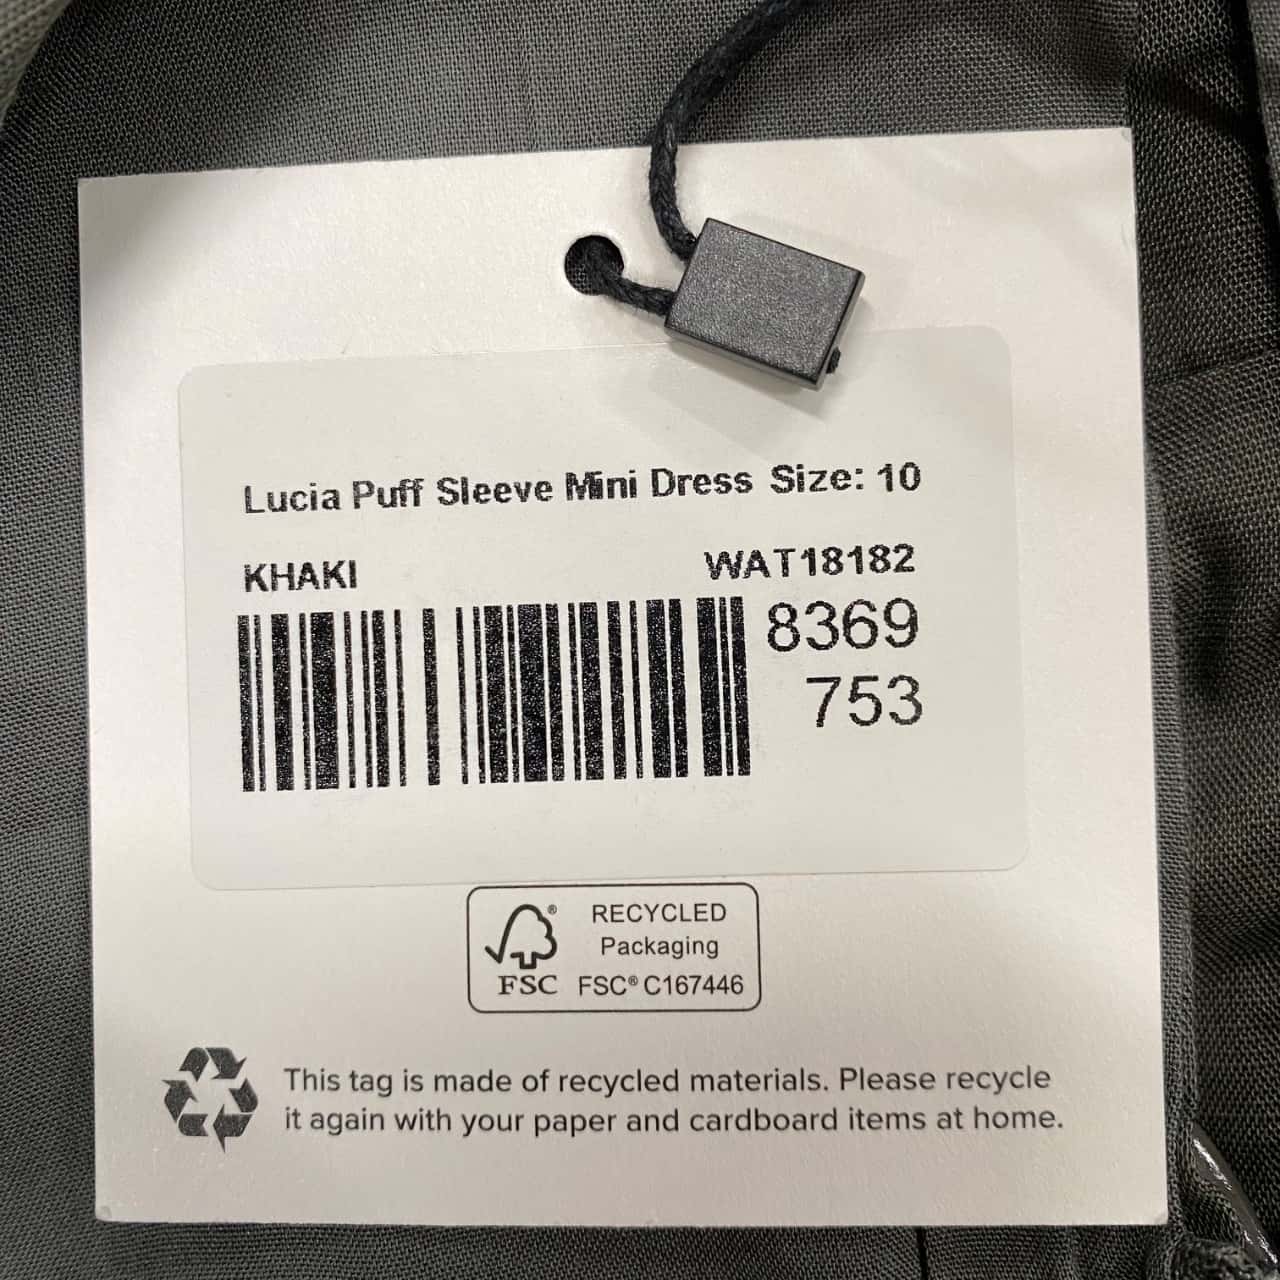 Lucia Puff Sleeve Mini Dress Size: 10
KHAKI WAT18182
8369
753
RECYCLED
Packaging
FSC FSC® C167446
This tag is made of recycled materials. Please recycle
it again with your paper and cardboard items at home.